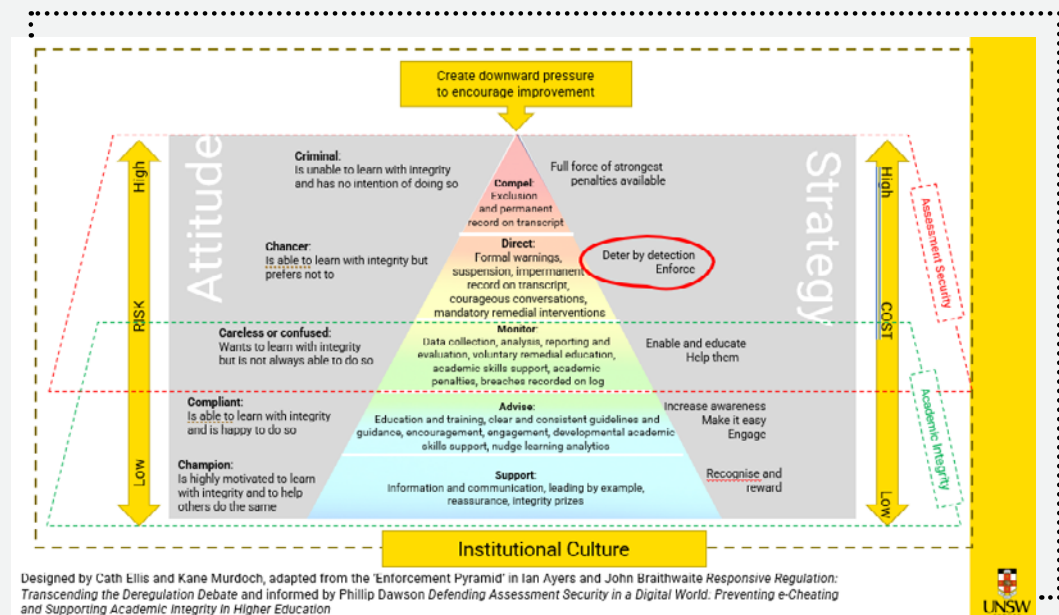 Create downward pressure
to encourage improvement
Attitude
Strategy
High
RISK
Low
High
COST
Low
Assessment Security
Academic Integrity
Criminal:
Is unable to learn with integrity
and has no intention of doing so
Chancer:
Is able to learn with integrity but
prefers not to
Careless or confused:
Wants to learn with integrity
but is not always able to do so
Compliant:
Is able to learn with integrity
and is happy to do so
Champion:
Is highly motivated to learn
with integrity and to help
others do the same
Compel:
Exclusion
and permanent
record on transcript
Direct:
Formal warnings,
suspension, impermanent
record on transcript,
courageous conversations,
mandatory remedial interventions
Monitor:
Data collection, analysis, reporting and
evaluation, voluntary remedial education,
academic skills support, academic
penalties, breaches recorded on log
Advise:
Education and training, clear and consistent guidelines and
guidance, encouragement, engagement, developmental academic
skills support, nudge learning analytics
Support:
Information and communication, leading by example,
reassurance, integrity prizes
Full force of strongest
penalties available
Deter by detection
Enforce
Enable and educate
Help them
Increase awareness
Make it easy
Engage
Recognise and
reward
Institutional Culture
Designed by Cath Ellis and Kane Murdoch, adapted from the 'Enforcement Pyramid' in Ian Ayers and John Braithwaite Responsive Regulation:
Transcending the Deregulation Debate and informed by Phillip Dawson Defending Assessment Security in a Digital World: Preventing e-Cheating
and Supporting Academic Integrity In Higher Education
UNSW